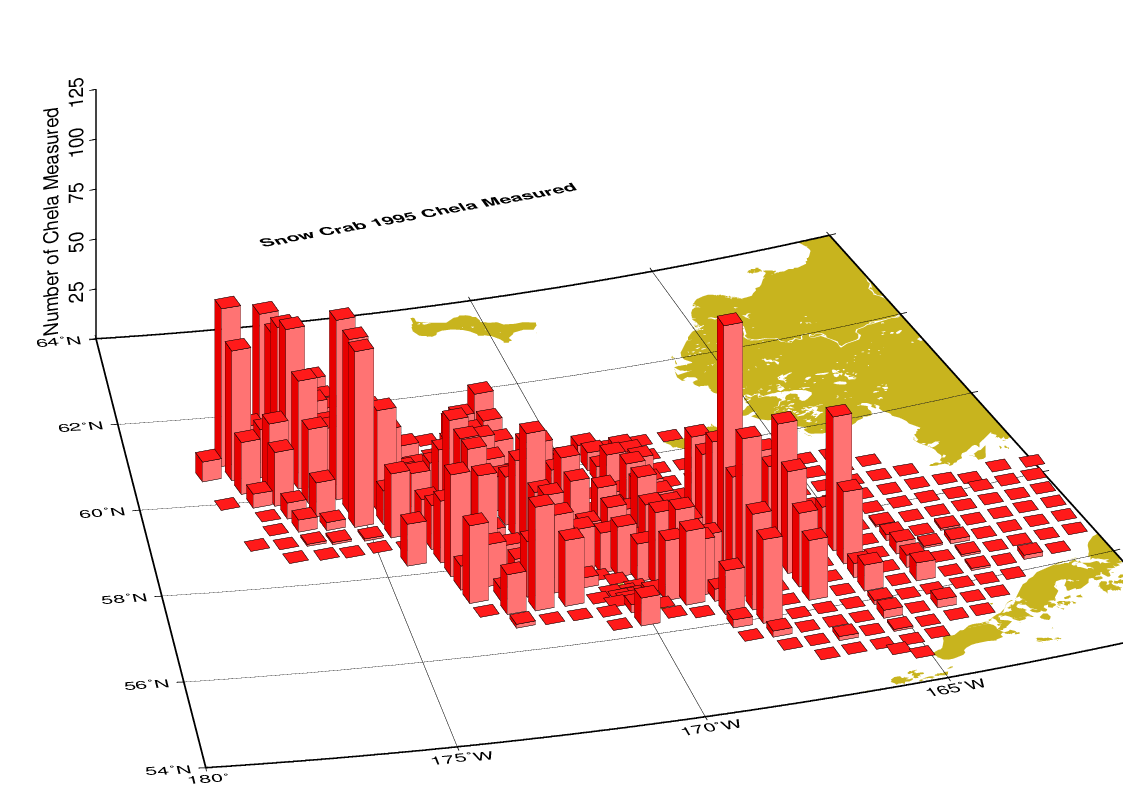 125
100
75
50
25
Number of Chela Measured
Snow Crab 1995 Chela Measured
64°N
62°N
60°N
58°N
56°N
54°N
180°
175°W
170°W
165°W